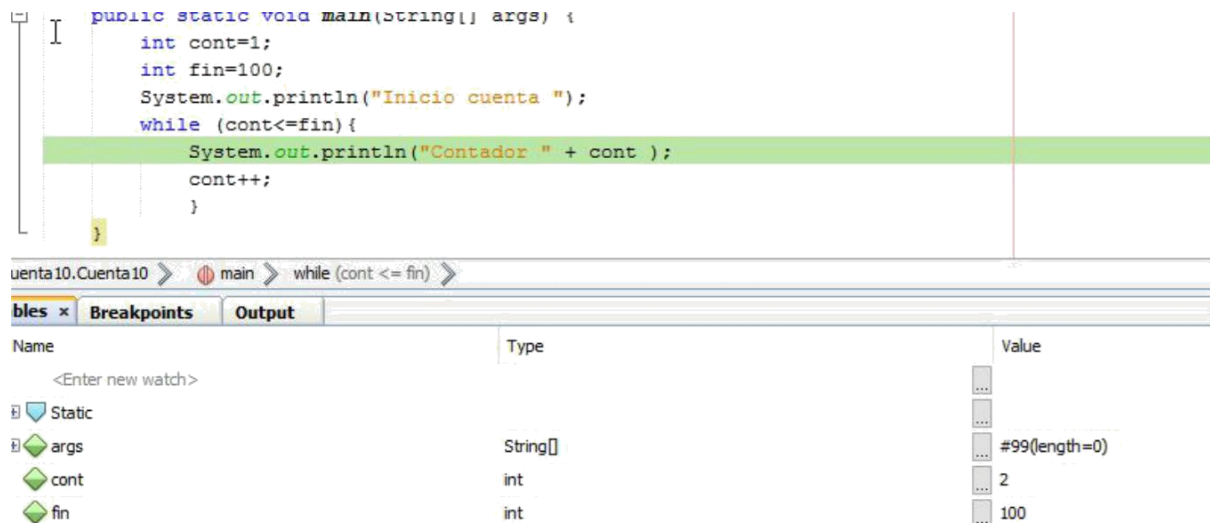 public static void main(String[] args) {
int cont=1;
int fin=100;
System.out.println("Inicio cuenta ");
while (cont<=fin){
System.out.println("Contador " + cont );
cont++;
}
}
uenta10.Cuenta10 main while (cont <= fin)
bles × Breakpoints Output
Name Type Value
<Enter new watch> ...
Static ...
args String[] ... #99(length=0)
cont int ... 2
fin int ... 100